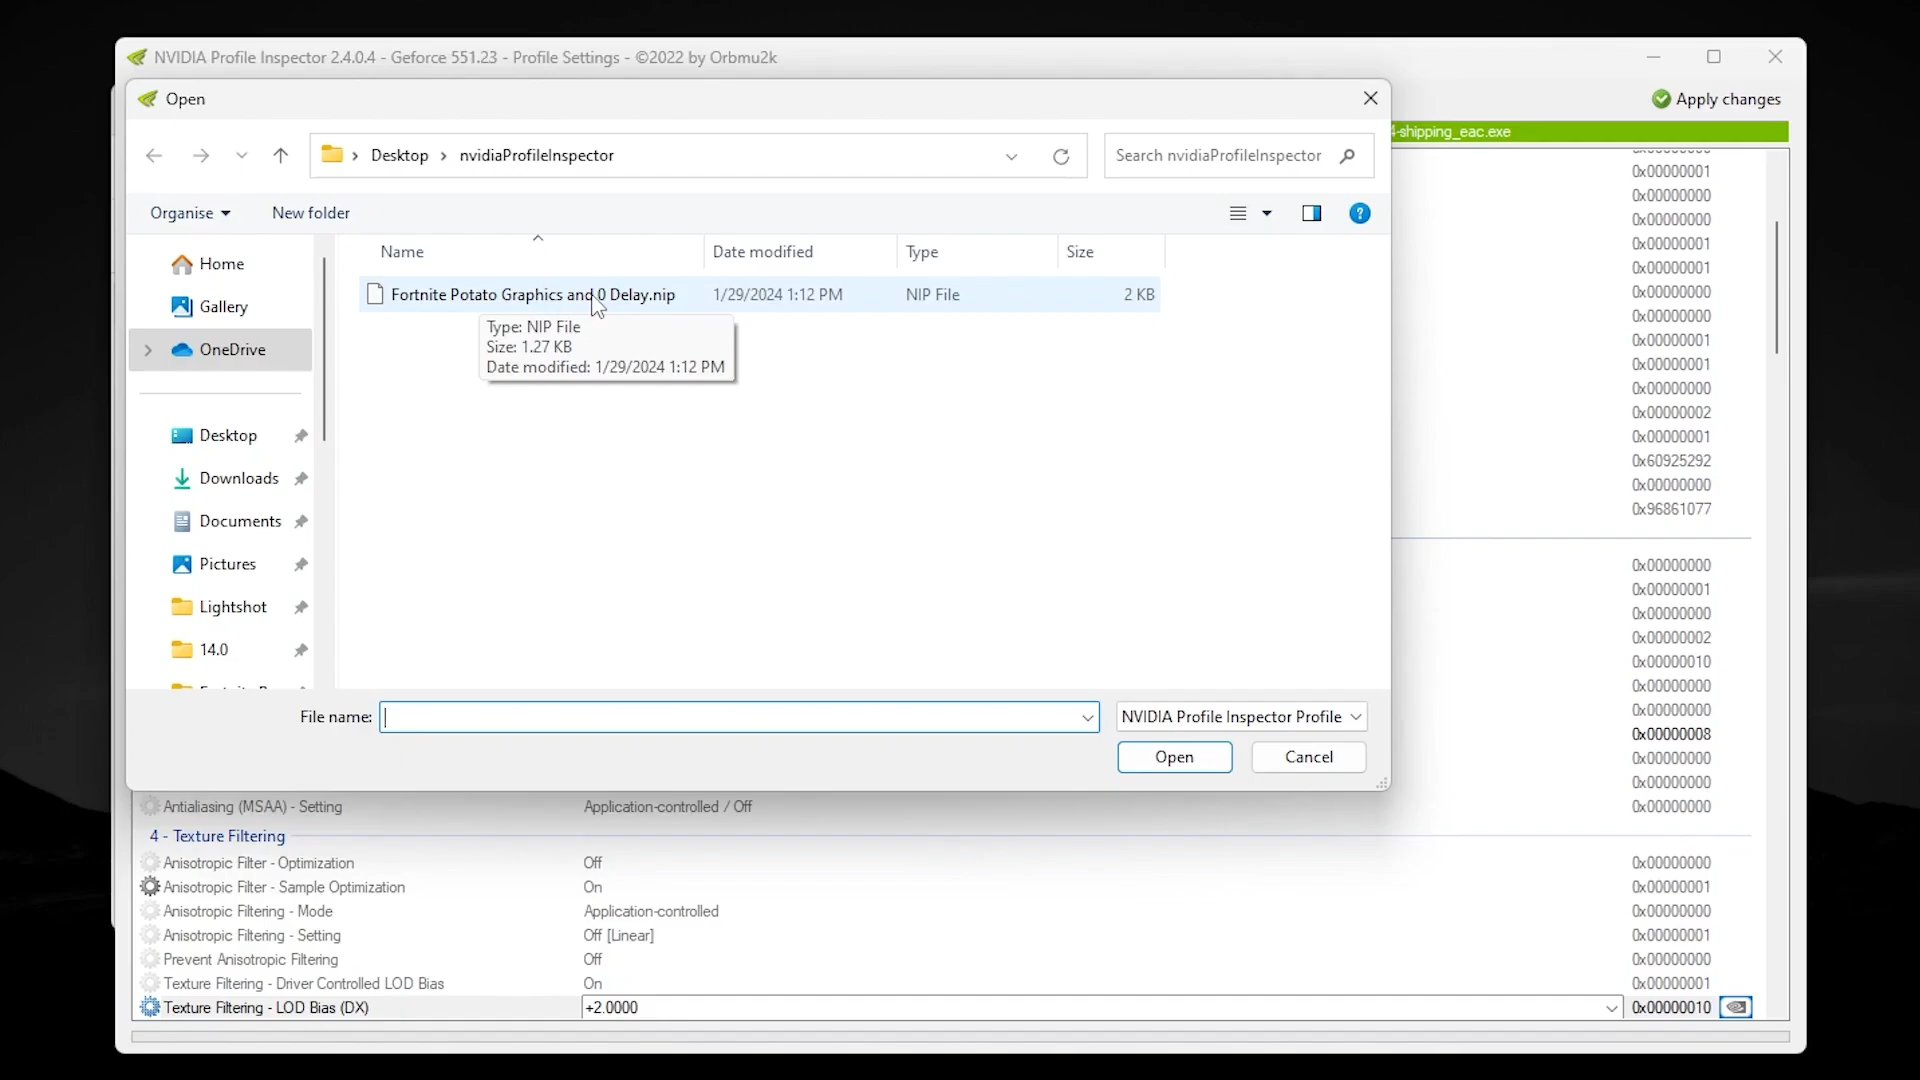 NVIDIA Profile Inspector 2.4.0.4 - Geforce 551.23 - Profile Settings - ©2022 by Orbmu2k
Open
Apply changes
4-shipping_eac.exe
Desktop
nvidiaProfileInspector
Search nvidiaProfileInspector
Organise
New folder
Name
Date modified
Type
Size
Home
Gallery
OneDrive
Desktop
Downloads
Documents
Pictures
Lightshot
14.0
Fortnite Potato Graphics and 0 Delay.nip
1/29/2024 1:12 PM
NIP File
2 KB
Type: NIP File
Size: 1.27 KB
Date modified: 1/29/2024 1:12 PM
File name:
NVIDIA Profile Inspector Profile
Open
Cancel
0x00000001
0x00000000
0x00000000
0x00000001
0x00000001
0x00000000
0x00000000
0x00000001
0x00000001
0x00000000
0x00000002
0x00000001
0x60925292
0x00000000
0x96861077
0x00000000
0x00000001
0x00000000
0x00000002
0x00000010
0x00000000
0x00000000
0x00000008
0x00000000
0x00000000
Antialiasing (MSAA) - Setting Application-controlled / Off 0x00000000
4 - Texture Filtering
Anisotropic Filter - Optimization Off 0x00000000
Anisotropic Filter - Sample Optimization On 0x00000001
Anisotropic Filtering - Mode Application-controlled 0x00000000
Anisotropic Filtering - Setting Off [Linear] 0x00000001
Prevent Anisotropic Filtering Off 0x00000000
Texture Filtering - Driver Controlled LOD Bias On 0x00000001
Texture Filtering - LOD Bias (DX) +2.0000 0x00000010